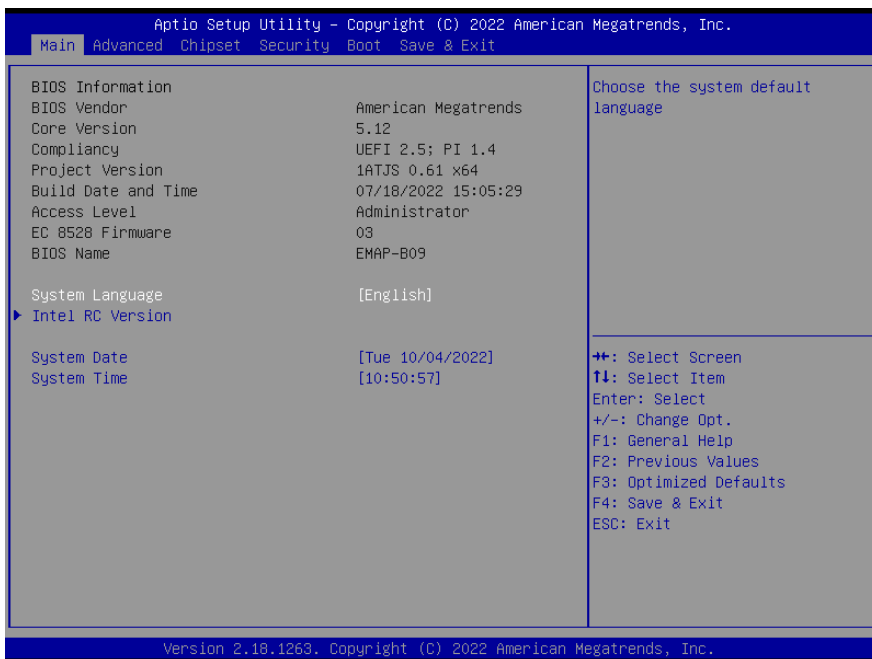 Aptio Setup Utility – Copyright (C) 2022 American Megatrends, Inc.
Main Advanced Chipset Security Boot Save & Exit
BIOS Information
BIOS Vendor American Megatrends
Core Version 5.12
Compliancy UEFI 2.5; PI 1.4
Project Version 1ATJS 0.61 x64
Build Date and Time 07/18/2022 15:05:29
Access Level Administrator
EC 8528 Firmware 03
BIOS Name EMAP-B09
System Language [English]
Intel RC Version
System Date [Tue 10/04/2022]
System Time [10:50:57]
Choose the system default
language
→←: Select Screen
↑↓: Select Item
Enter: Select
+/-: Change Opt.
F1: General Help
F2: Previous Values
F3: Optimized Defaults
F4: Save & Exit
ESC: Exit
Version 2.18.1263. Copyright (C) 2022 American Megatrends, Inc.